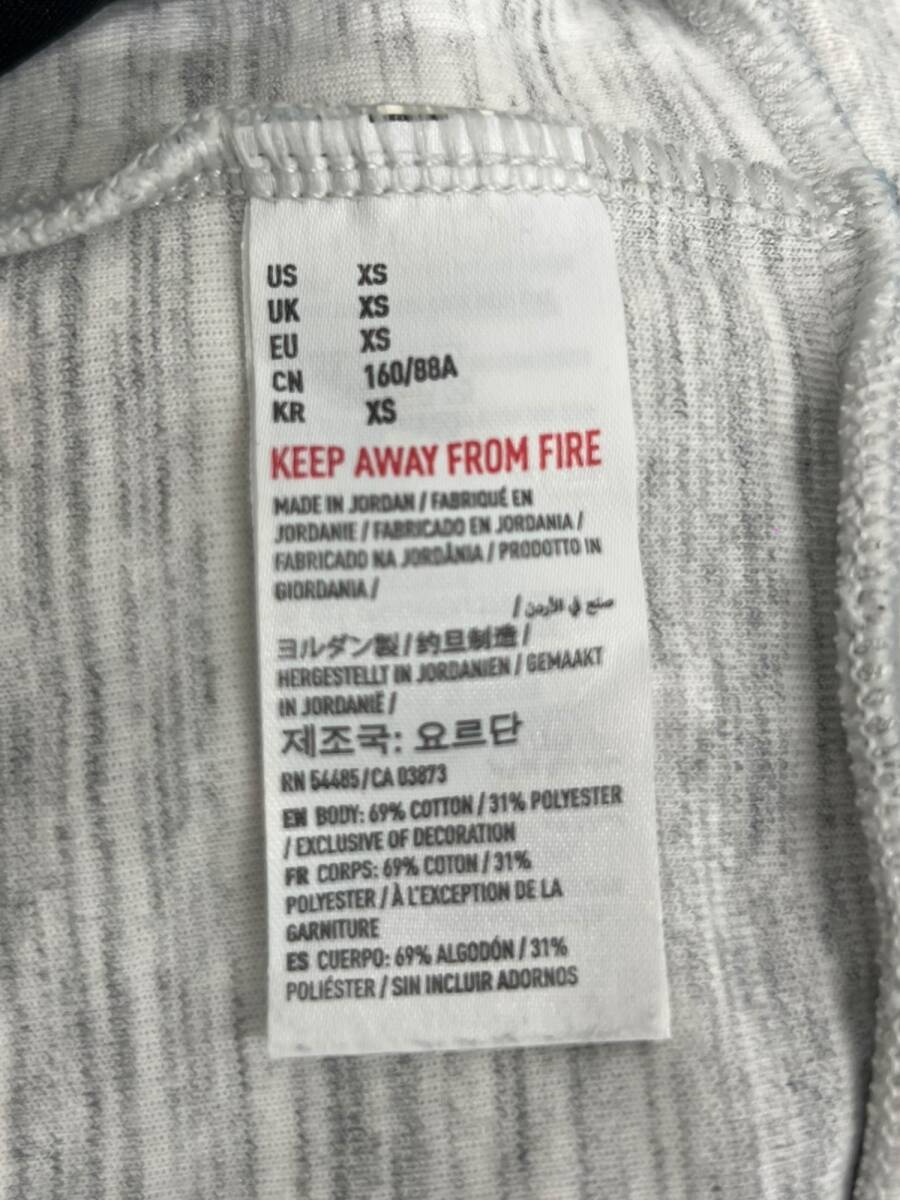 US XS
UK XS
EU XS
CN 160/88A
KR XS
KEEP AWAY FROM FIRE
MADE IN JORDAN / FABRIQUÉ EN
JORDANIE / FABRICADO EN JORDANIA /
FABRICADO NA JORDÂNIA / PRODOTTO IN
GIORDANIA /
صنع في الأردن /
ヨルダン製 / 约旦制造 /
HERGESTELLT IN JORDANIEN / GEMAAKT
IN JORDANIË /
제조국: 요르단
RN 54485 / CA 03873
EN BODY: 69% COTTON / 31% POLYESTER
/ EXCLUSIVE OF DECORATION
FR CORPS: 69% COTON / 31%
POLYESTER / À L'EXCEPTION DE LA
GARNITURE
ES CUERPO: 69% ALGODÓN / 31%
POLIÉSTER / SIN INCLUIR ADORNOS